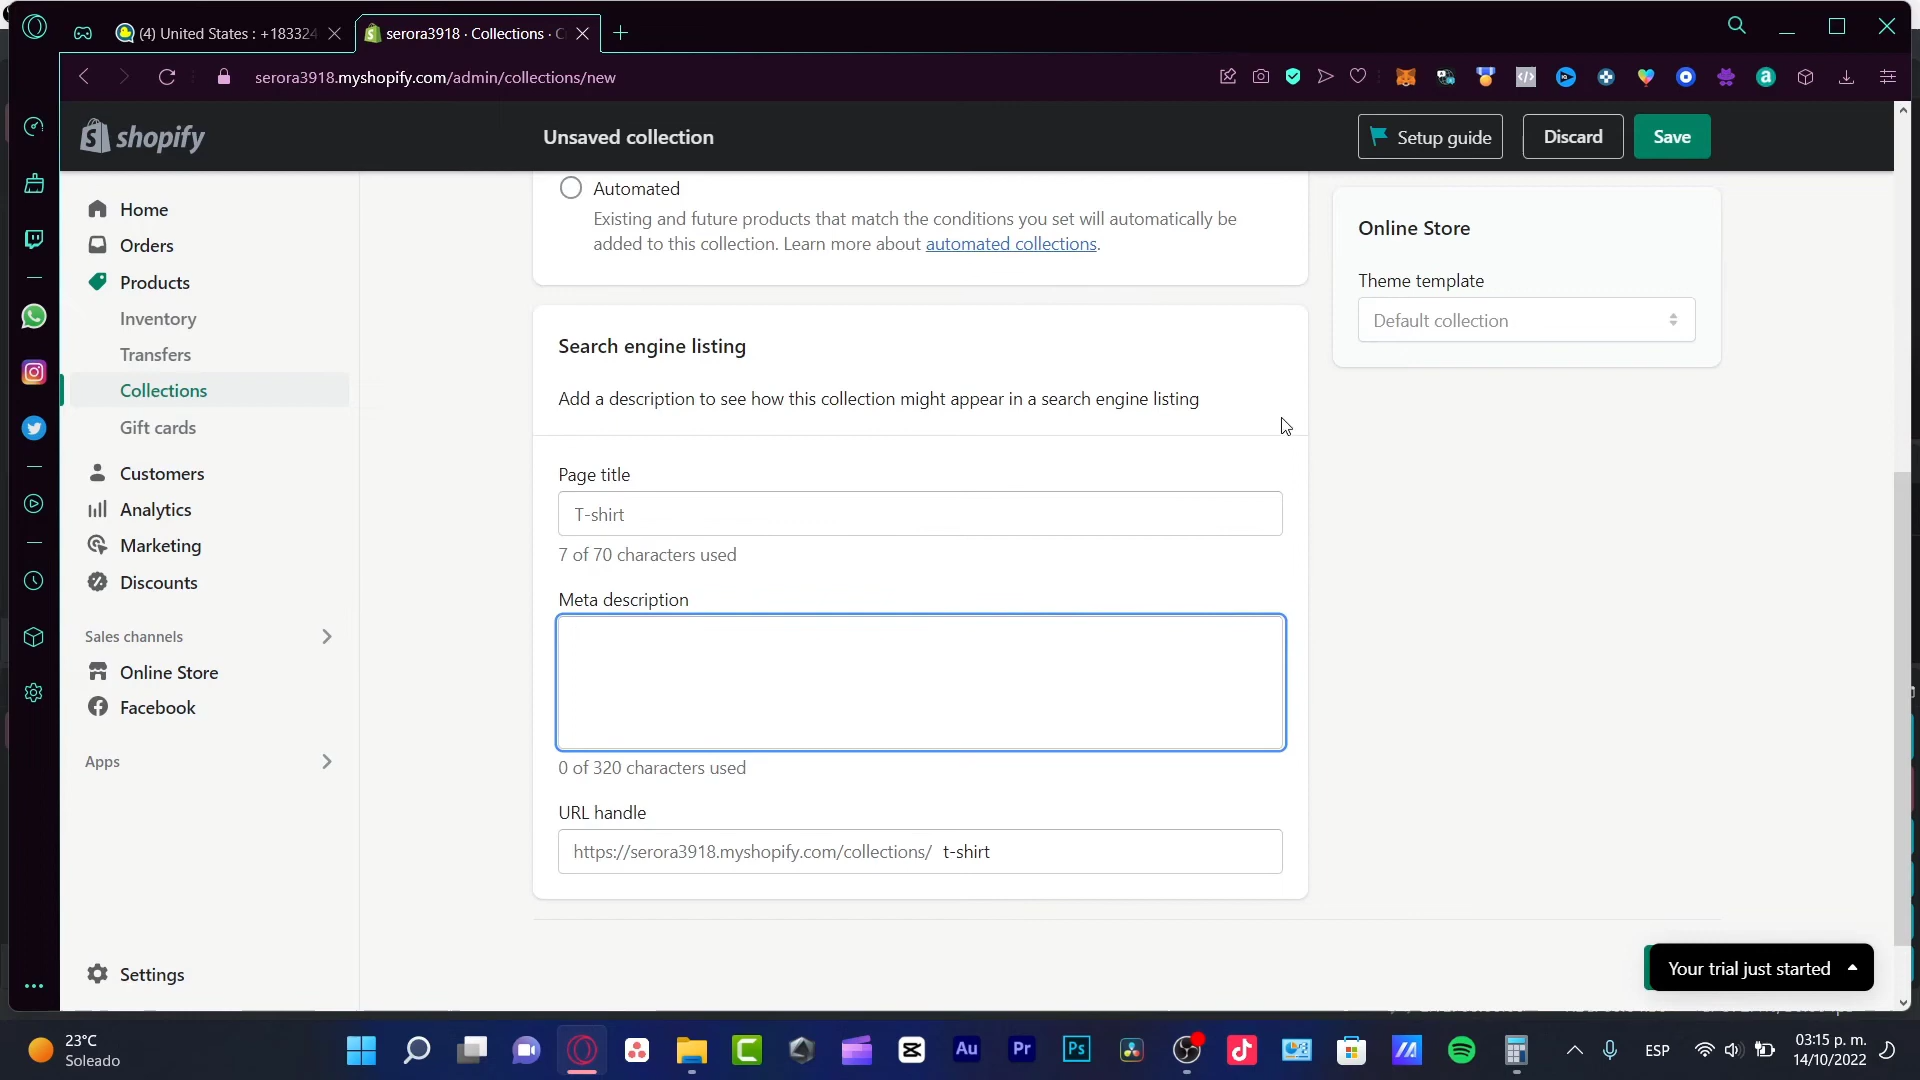 (4) United States : +183324
serora3918 · Collections · C
serora3918.myshopify.com/admin/collections/new
shopify
Unsaved collection
Setup guide
Discard
Save
Home
Orders
Products
Inventory
Transfers
Collections
Gift cards
Customers
Analytics
Marketing
Discounts
Sales channels
Online Store
Facebook
Apps
Settings
Automated
Existing and future products that match the conditions you set will automatically be
added to this collection. Learn more about automated collections.
Search engine listing
Add a description to see how this collection might appear in a search engine listing
Page title
T-shirt
7 of 70 characters used
Meta description
0 of 320 characters used
URL handle
https://serora3918.myshopify.com/collections/ t-shirt
Online Store
Theme template
Default collection
Your trial just started
23°C
Soleado
Au
Pr
Ps
ESP
03:15 p. m.
14/10/2022